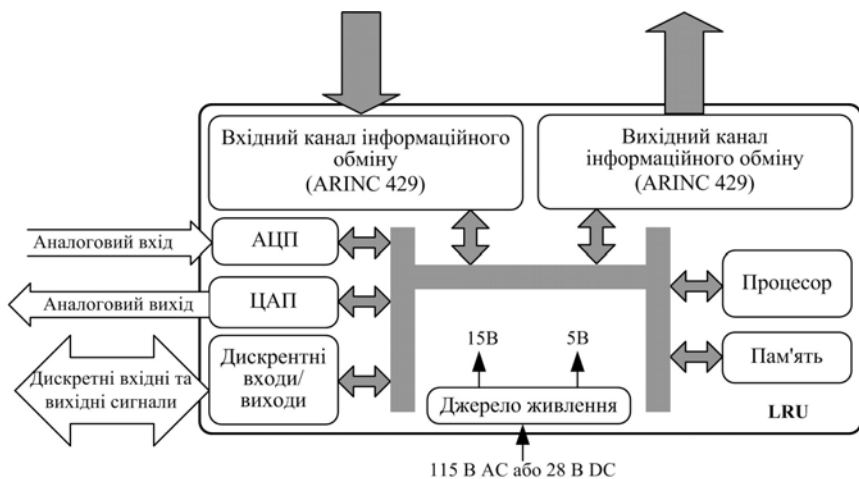 Вхідний канал інформаційного
обміну
(ARINC 429)
Вихідний канал
інформаційного обміну
(ARINC 429)
Аналоговий вхід
АЦП
Аналоговий вихід
ЦАП
Дискретні вхідні та
вихідні сигнали
Дискрентні
входи/
виходи
15В
5В
Джерело живлення
Процесор
Пам'ять
LRU
115 В AC або 28 В DC